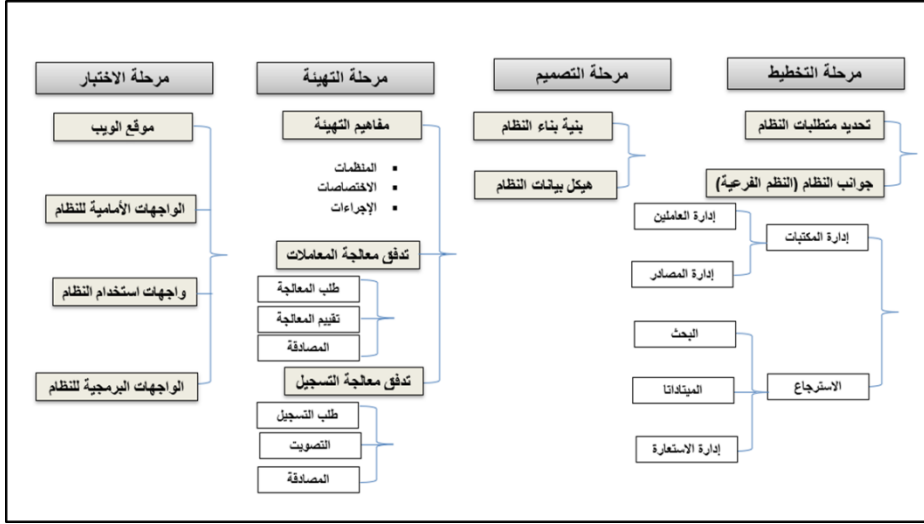 مرحلة التخطيط
تحديد متطلبات النظام
جوانب النظام (النظم الفرعية)
إدارة المكتبات
إدارة العاملين
إدارة المصادر
الاسترجاع
البحث
الميتاداتا
إدارة الاستعارة
مرحلة التصميم
بنية بناء النظام
هيكل بيانات النظام
مرحلة التهيئة
مفاهيم التهيئة
▪ المنظمات
▪ الاختصاصات
▪ الإجراءات
تدفق معالجة المعاملات
طلب المعالجة
تقييم المعالجة
المصادقة
تدفق معالجة التسجيل
طلب التسجيل
التصويت
المصادقة
مرحلة الاختبار
موقع الويب
الواجهات الأمامية للنظام
واجهات استخدام النظام
الواجهات البرمجية للنظام